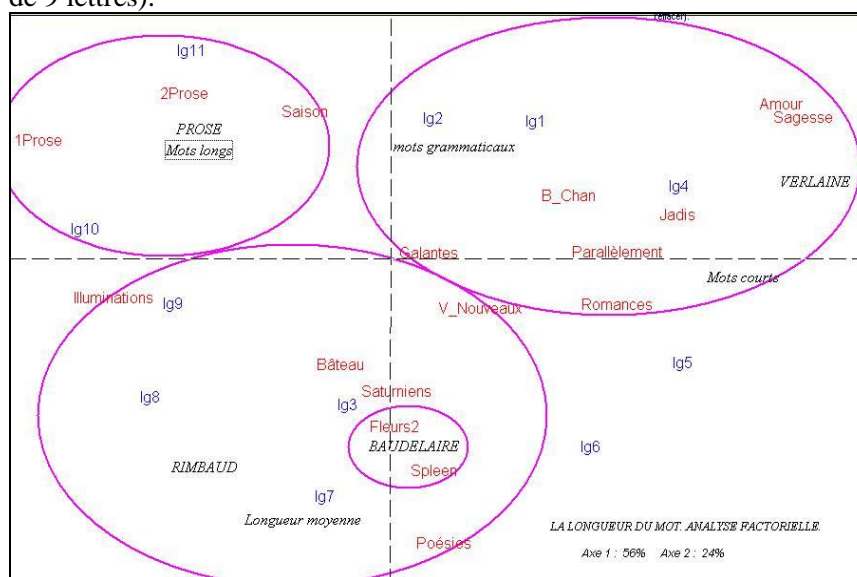 de 9 lettres).
effacer).
lg11
2Prose
Saison
PROSE
1Prose
Mots longs
lg10
lg2
lg1
mots grammaticaux
Amour
Sagesse
lg4
VERLAINE
B_Chan
Jadis
Galantes
Parallèlement
Mots courts
Illuminations
lg9
V_Nouveaux
Romances
Bâteau
lg5
lg8
Saturniens
lg3
Fleurs2
BAUDELAIRE
lg6
RIMBAUD
Spleen
lg7
Longueur moyenne
Poésies
LA LONGUEUR DU MOT. ANALYSE FACTORIELLE.
Axe 1 : 56% Axe 2 : 24%